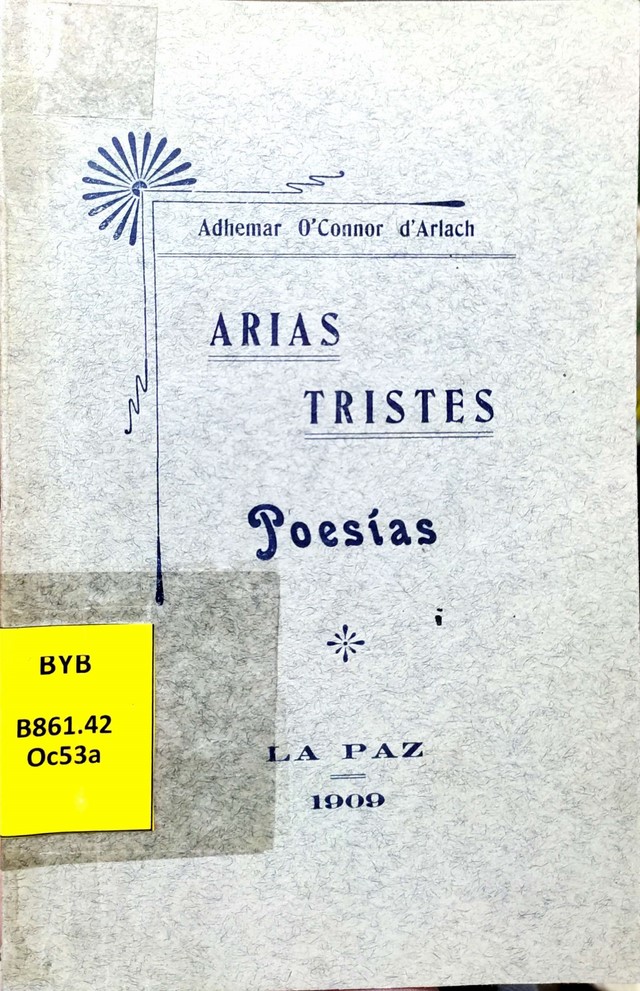 Adhemar O'Connor d'Arlach
ARIAS
TRISTES
Poesías
LA PAZ
1909
BYB
B861.42
Oc53a